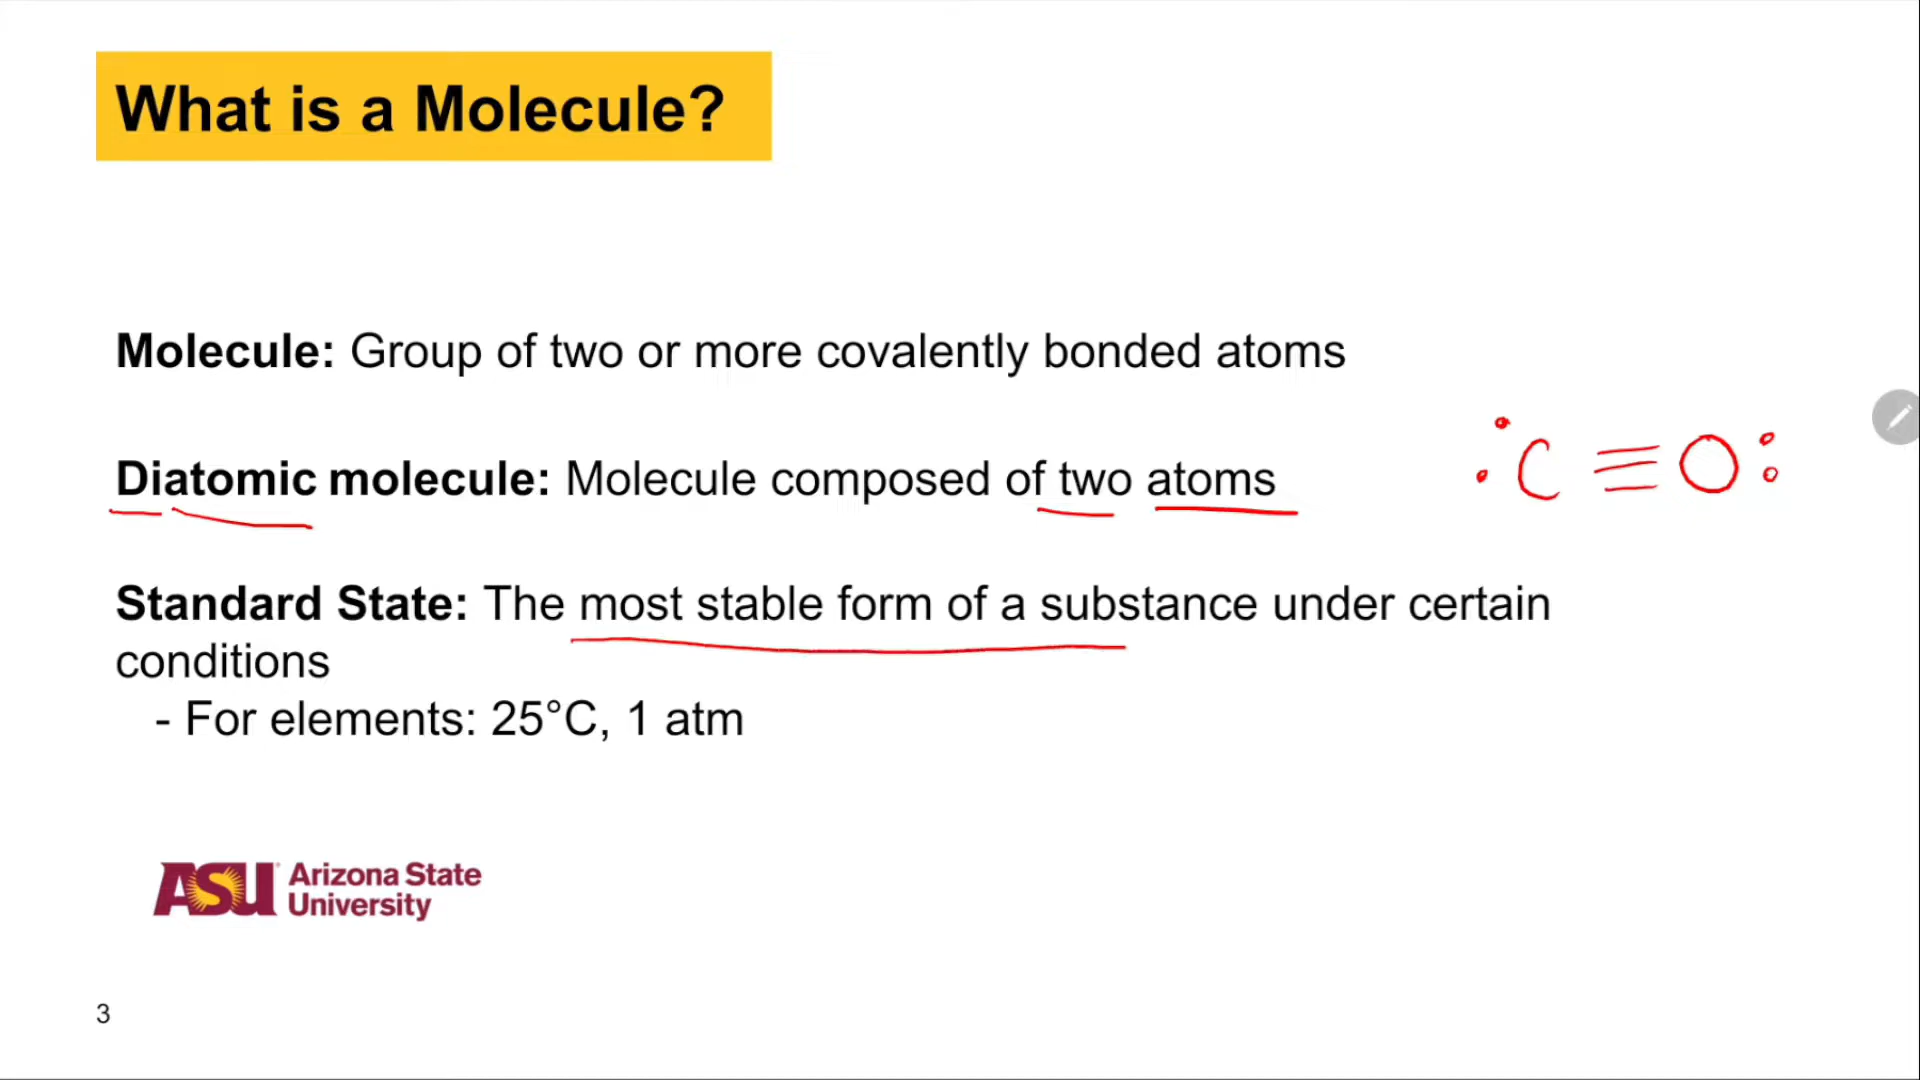 What is a Molecule?
Molecule: Group of two or more covalently bonded atoms
Diatomic molecule: Molecule composed of two atoms
:C≡O:
Standard State: The most stable form of a substance under certain
conditions
- For elements: 25°C, 1 atm
ASU Arizona State
University
3